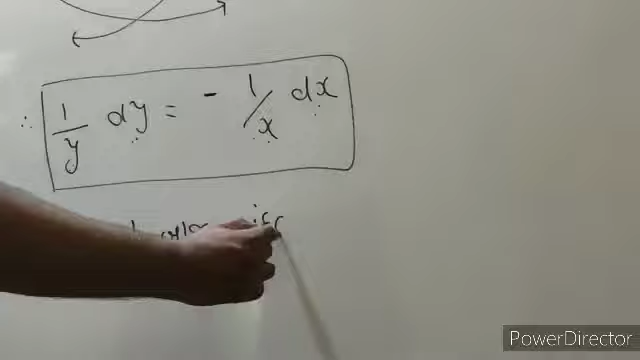 ∴ 1/y dy = - 1/x dx
PowerDirector